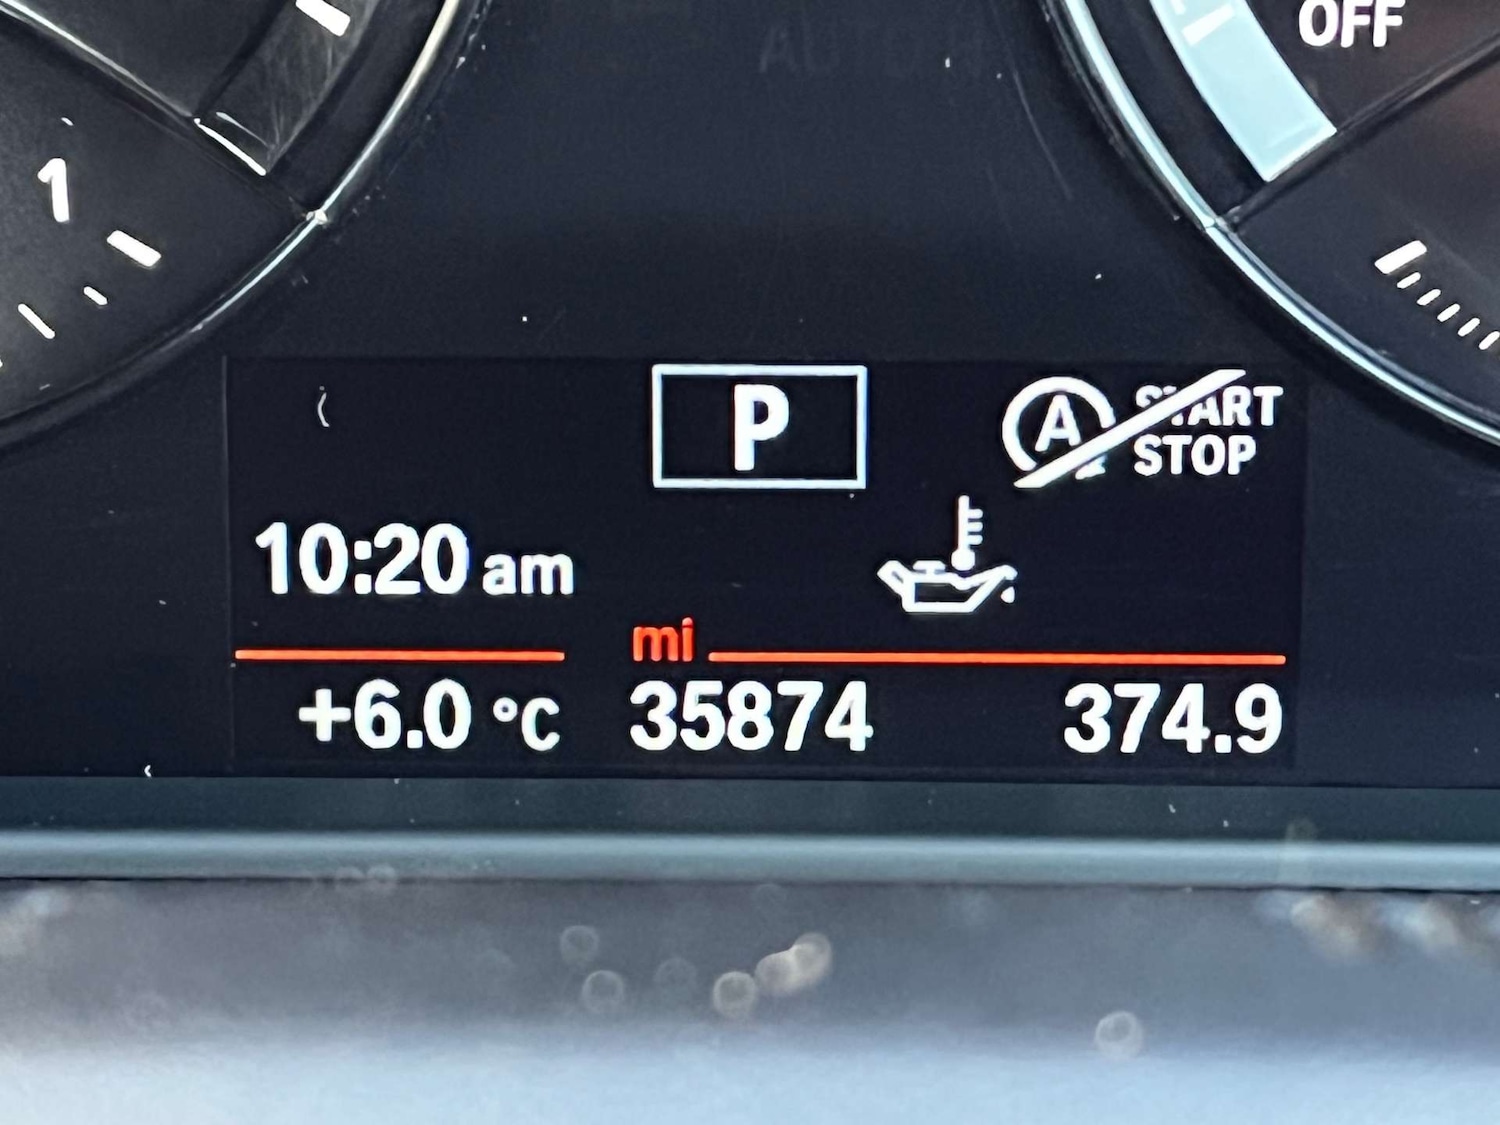 1
OFF
P
A START
STOP
10:20 am
mi
+6.0 °C 35874 374.9